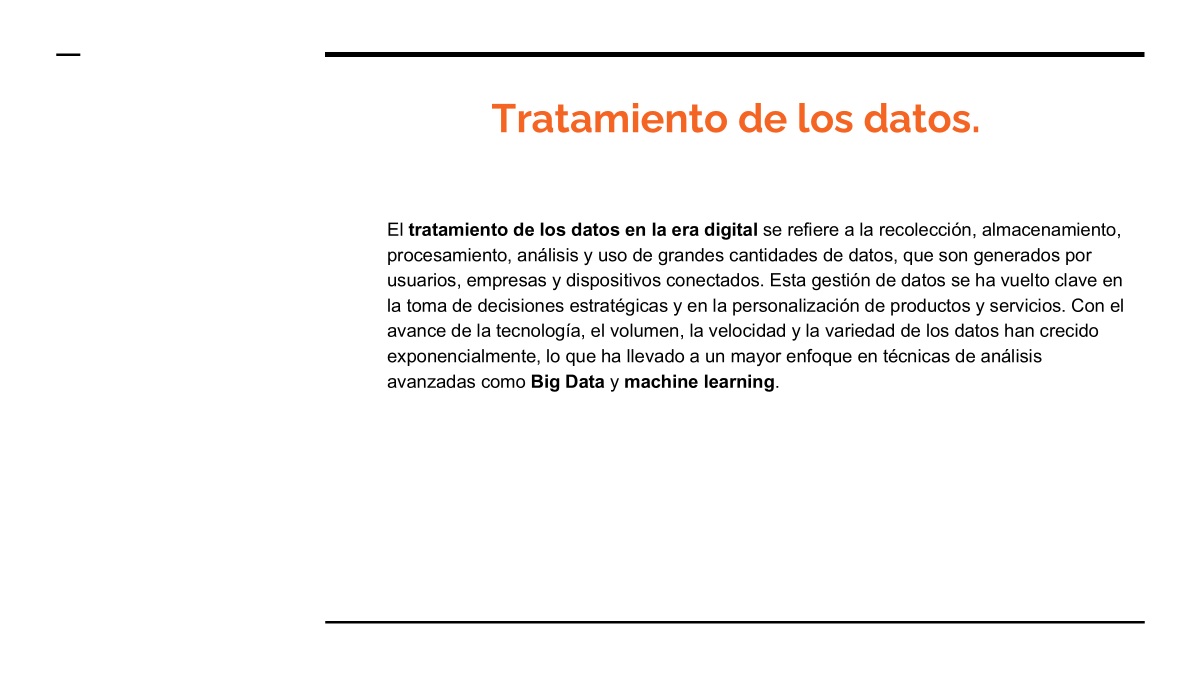 Tratamiento de los datos.
El tratamiento de los datos en la era digital se refiere a la recolección, almacenamiento,
procesamiento, análisis y uso de grandes cantidades de datos, que son generados por
usuarios, empresas y dispositivos conectados. Esta gestión de datos se ha vuelto clave en
la toma de decisiones estratégicas y en la personalización de productos y servicios. Con el
avance de la tecnología, el volumen, la velocidad y la variedad de los datos han crecido
exponencialmente, lo que ha llevado a un mayor enfoque en técnicas de análisis
avanzadas como Big Data y machine learning.